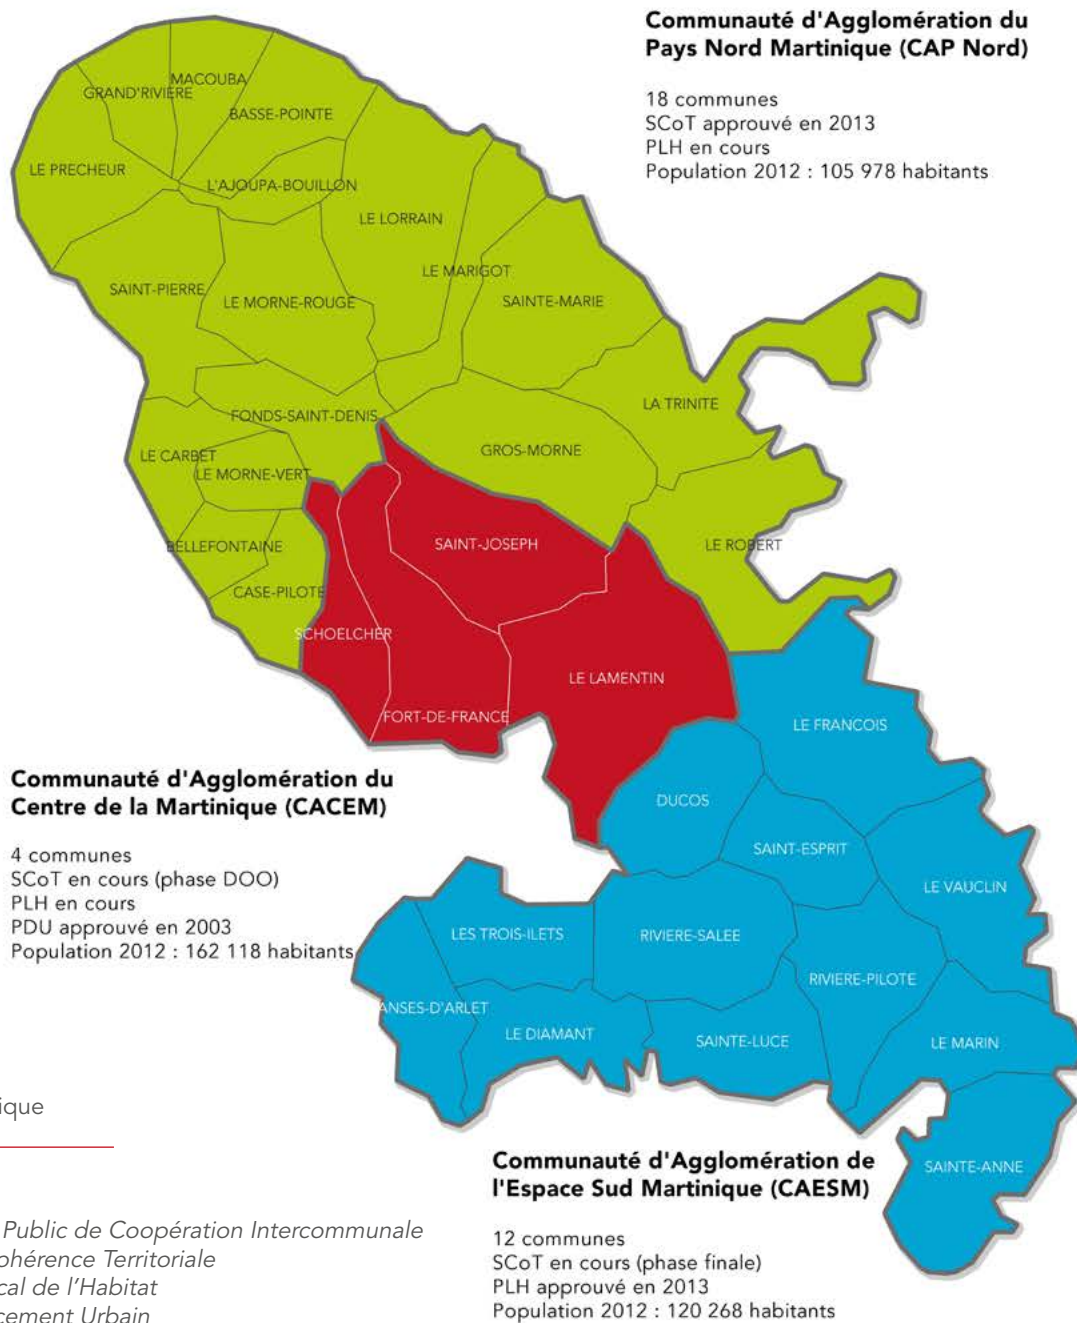 Communauté d'Agglomération du
Pays Nord Martinique (CAP Nord)
18 communes
SCoT approuvé en 2013
PLH en cours
Population 2012 : 105 978 habitants
MACOUBA
GRAND'RIVIERE
BASSE-POINTE
LE PRECHEUR
L'AJOUPA-BOUILLON
LE LORRAIN
LE MARIGOT
SAINT-PIERRE
LE MORNE-ROUGE
SAINTE-MARIE
LA TRINITE
FONDS-SAINT-DENIS
GROS-MORNE
LE CARBET
LE MORNE-VERT
SAINT-JOSEPH
LE ROBERT
BELLEFONTAINE
CASE-PILOTE
SCHOELCHER
LE LAMENTIN
FORT-DE-FRANCE
LE FRANCOIS
Communauté d'Agglomération du
Centre de la Martinique (CACEM)
4 communes
SCoT en cours (phase DOO)
PLH en cours
PDU approuvé en 2003
Population 2012 : 162 118 habitants
DUCOS
SAINT-ESPRIT
LE VAUCLIN
LES TROIS-ILETS
RIVIERE-SALEE
RIVIERE-PILOTE
ANSES-D'ARLET
LE DIAMANT
SAINTE-LUCE
LE MARIN
SAINTE-ANNE
ique
Communauté d'Agglomération de
l'Espace Sud Martinique (CAESM)
12 communes
SCoT en cours (phase finale)
PLH approuvé en 2013
Population 2012 : 120 268 habitants
Public de Coopération Intercommunale
ohérence Territoriale
cal de l'Habitat
cement Urbain